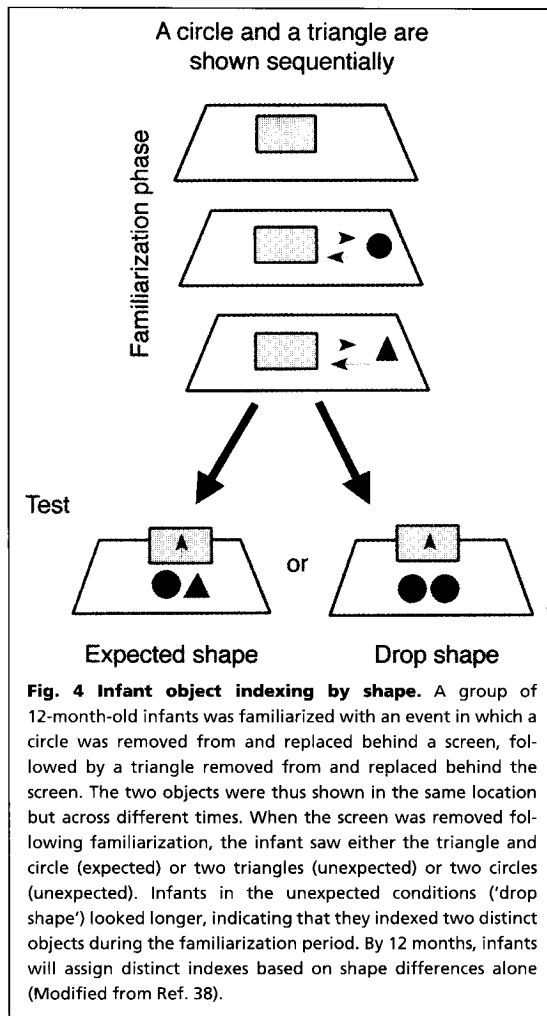 A circle and a triangle are
shown sequentially
Familiarization phase
Test
or
Expected shape
Drop shape
Fig. 4 Infant object indexing by shape. A group of
12-month-old infants was familiarized with an event in which a
circle was removed from and replaced behind a screen, fol-
lowed by a triangle removed from and replaced behind the
screen. The two objects were thus shown in the same location
but across different times. When the screen was removed fol-
lowing familiarization, the infant saw either the triangle and
circle (expected) or two triangles (unexpected) or two circles
(unexpected). Infants in the unexpected conditions ('drop
shape') looked longer, indicating that they indexed two distinct
objects during the familiarization period. By 12 months, infants
will assign distinct indexes based on shape differences alone
(Modified from Ref. 38).